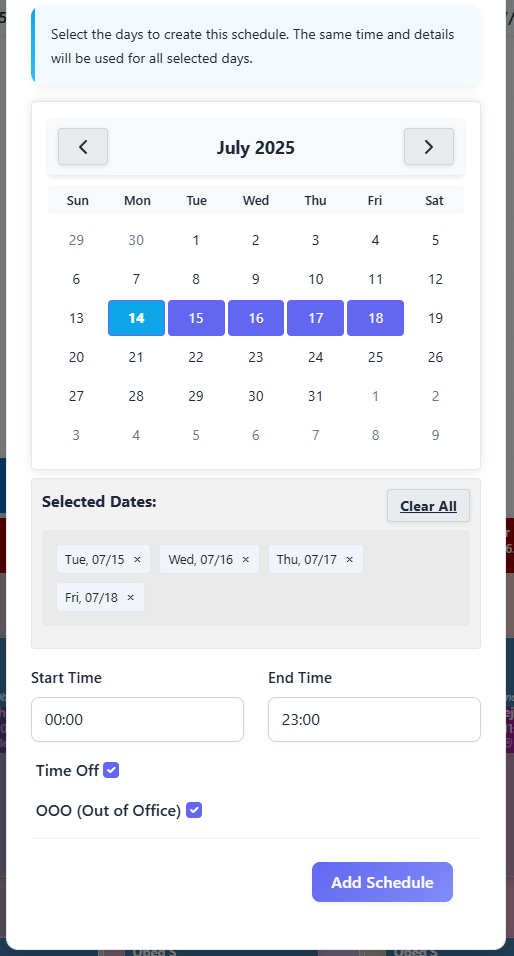 Select the days to create this schedule. The same time and details
will be used for all selected days.
July 2025
Sun Mon Tue Wed Thu Fri Sat
29 30 1 2 3 4 5
6 7 8 9 10 11 12
13 14 15 16 17 18 19
20 21 22 23 24 25 26
27 28 29 30 31 1 2
3 4 5 6 7 8 9
Selected Dates:
Clear All
Tue, 07/15 × Wed, 07/16 × Thu, 07/17 ×
Fri, 07/18 ×
Start Time End Time
00:00 23:00
Time Off
OOO (Out of Office)
Add Schedule